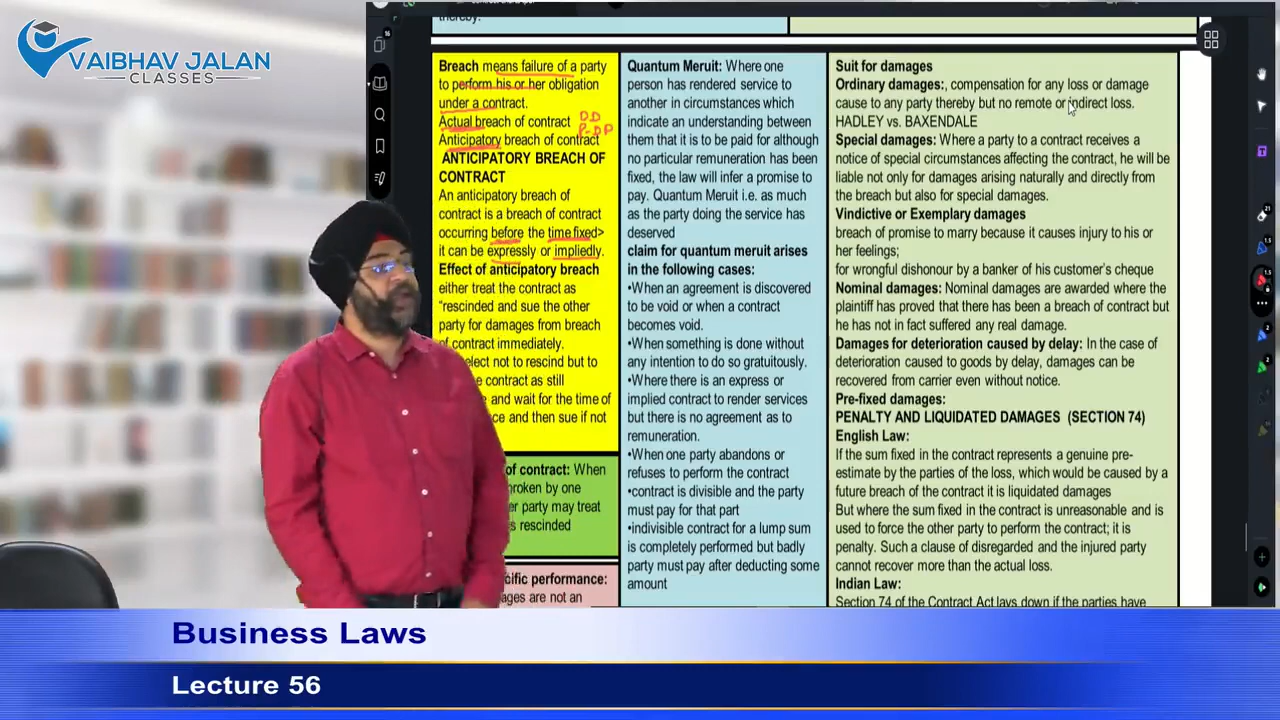 VAIBHAV JALAN
CLASSES
thereby.
Breach means failure of a party
to perform his or her obligation
under a contract.
Actual breach of contract
DD
P-DP
Anticipatory breach of contract
ANTICIPATORY BREACH OF
CONTRACT
An anticipatory breach of
contract is a breach of contract
occurring before the time fixed>
it can be expressly or impliedly.
Effect of anticipatory breach
either treat the contract as
“rescinded and sue the other
party for damages from breach
of contract immediately.
elect not to rescind but to
contract as still
and wait for the time of
and then sue if not
of contract: When
by one
party may treat
rescinded
performance:
are not an
Quantum Meruit: Where one
person has rendered service to
another in circumstances which
indicate an understanding between
them that it is to be paid for although
no particular remuneration has been
fixed, the law will infer a promise to
pay. Quantum Meruit i.e. as much
as the party doing the service has
deserved
claim for quantum meruit arises
in the following cases:
•When an agreement is discovered
to be void or when a contract
becomes void.
•When something is done without
any intention to do so gratuitously.
•Where there is an express or
implied contract to render services
but there is no agreement as to
remuneration.
•When one party abandons or
refuses to perform the contract
•contract is divisible and the party
must pay for that part
•indivisible contract for a lump sum
is completely performed but badly
party must pay after deducting some
amount
Suit for damages
Ordinary damages:, compensation for any loss or damage
cause to any party thereby but no remote or indirect loss.
HADLEY vs. BAXENDALE
Special damages: Where a party to a contract receives a
notice of special circumstances affecting the contract, he will be
liable not only for damages arising naturally and directly from
the breach but also for special damages.
Vindictive or Exemplary damages
breach of promise to marry because it causes injury to his or
her feelings;
for wrongful dishonour by a banker of his customer’s cheque
Nominal damages: Nominal damages are awarded where the
plaintiff has proved that there has been a breach of contract but
he has not in fact suffered any real damage.
Damages for deterioration caused by delay: In the case of
deterioration caused to goods by delay, damages can be
recovered from carrier even without notice.
Pre-fixed damages:
PENALTY AND LIQUIDATED DAMAGES (SECTION 74)
English Law:
If the sum fixed in the contract represents a genuine pre-
estimate by the parties of the loss, which would be caused by a
future breach of the contract it is liquidated damages
But where the sum fixed in the contract is unreasonable and is
used to force the other party to perform the contract; it is
penalty. Such a clause of disregarded and the injured party
cannot recover more than the actual loss.
Indian Law:
Section 74 of the Contract Act lays down if the parties have
Business Laws
Lecture 56